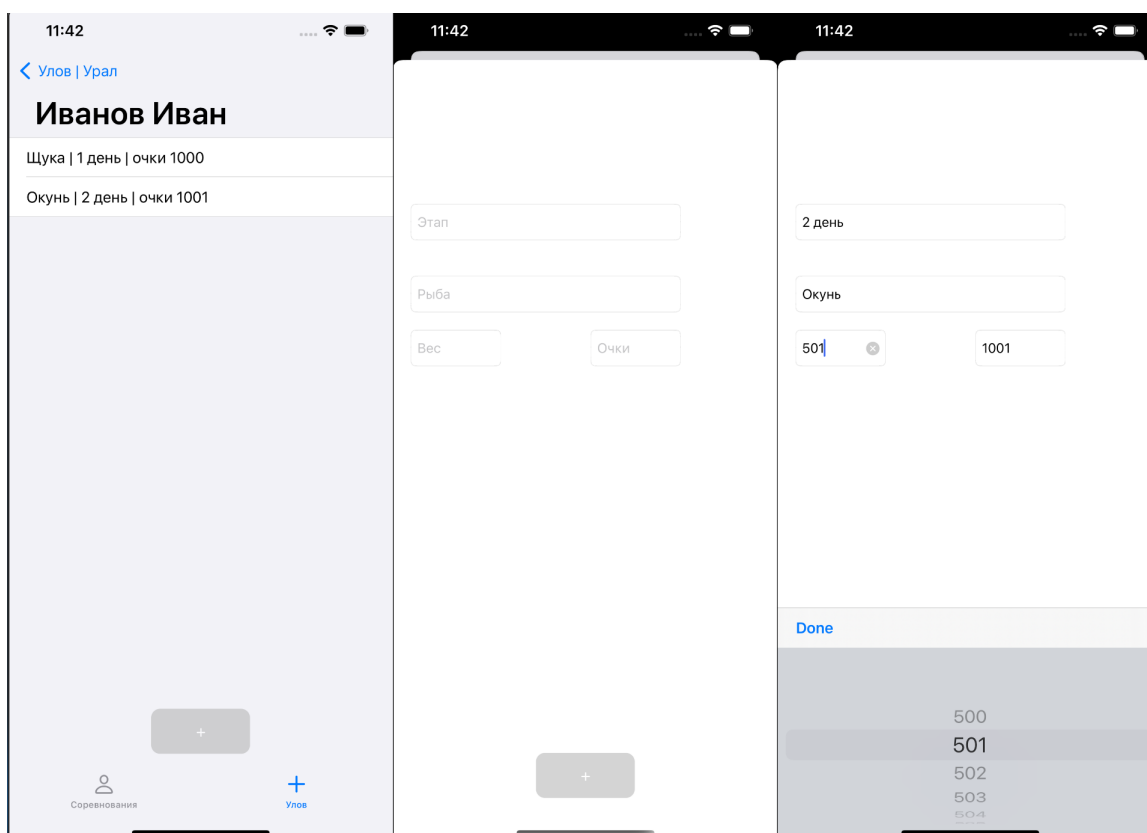 11:42
Улов | Урал
Иванов Иван
Щука | 1 день | очки 1000
Окунь | 2 день | очки 1001
+
Соревнования
Улов
11:42
Этап
Рыба
Вес
Очки
+
11:42
2 день
Окунь
501
1001
Done
500
501
502
503
504